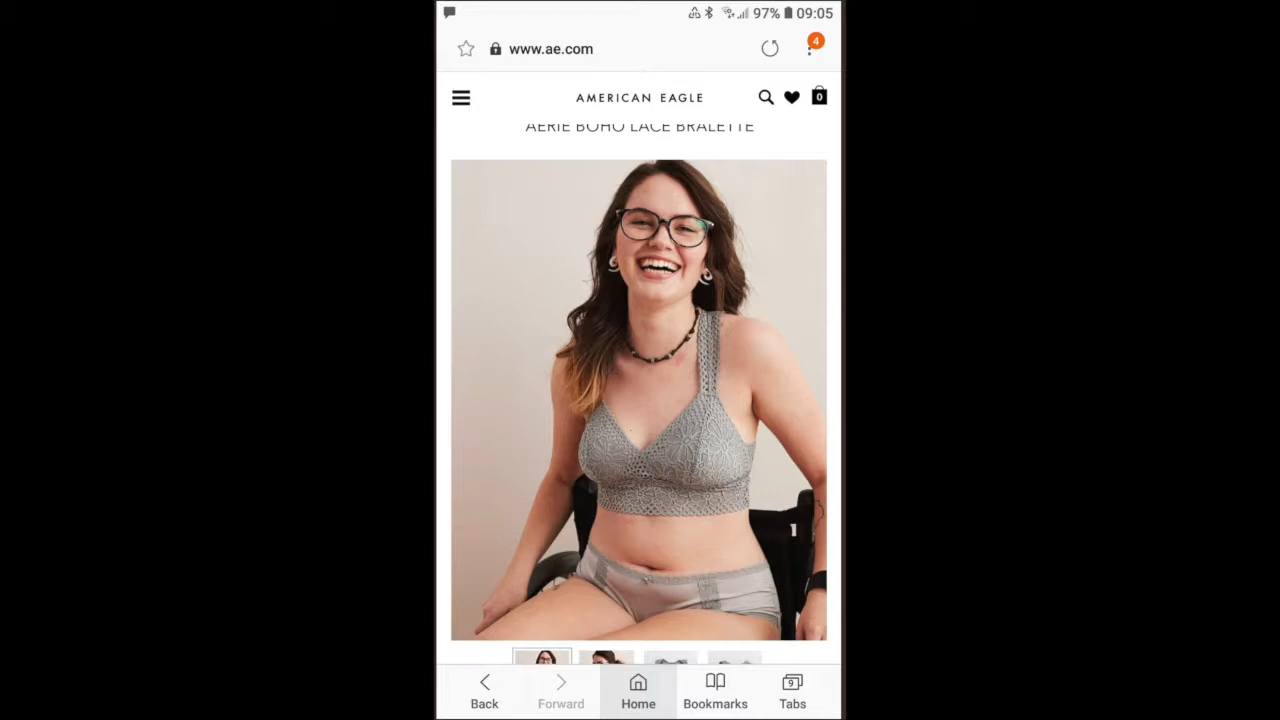 97% 09:05
www.ae.com
4
AMERICAN EAGLE
0
AERIE BOHO LACE BRALETTE
Back
Forward
Home
Bookmarks
9
Tabs